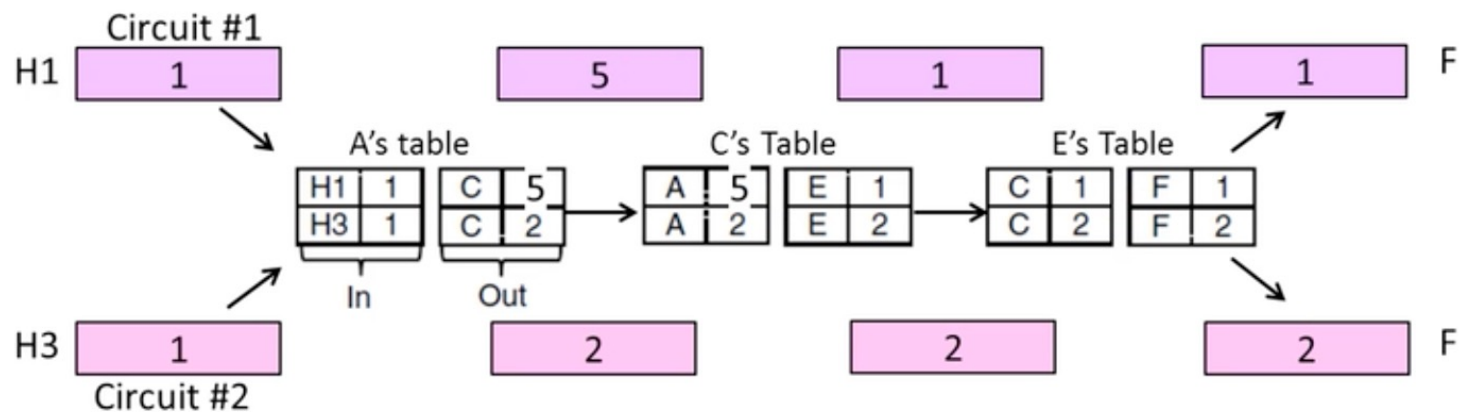 Circuit #1
H1 1 5 1 1 F
A's table C's Table E's Table
H1 1 C 5 A 5 E 1 C 1 F 1
H3 1 C 2 A 2 E 2 C 2 F 2
In Out
H3 1 2 2 2 F
Circuit #2